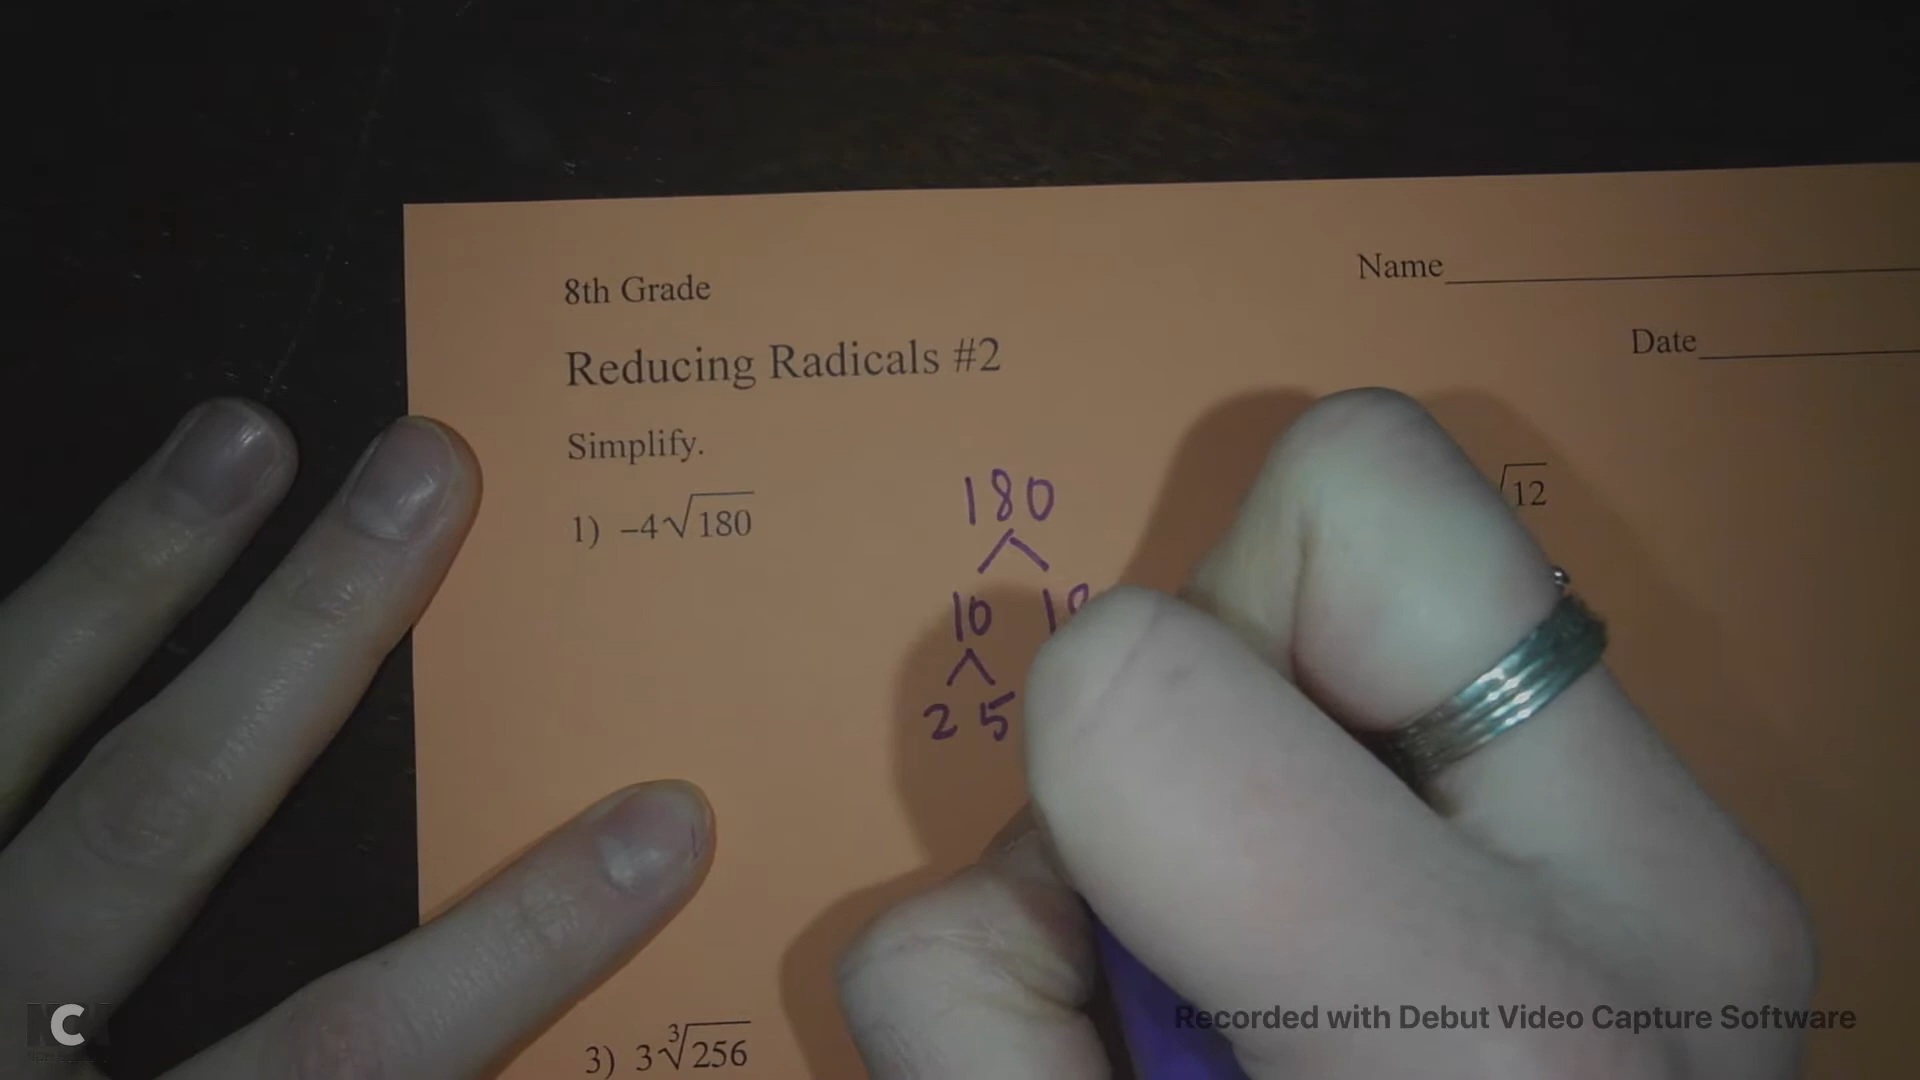 8th Grade
Name
Reducing Radicals #2
Date
Simplify.
1) −4√180
√12
180
10 18
2 5
3) 3∛256
Recorded with Debut Video Capture Software